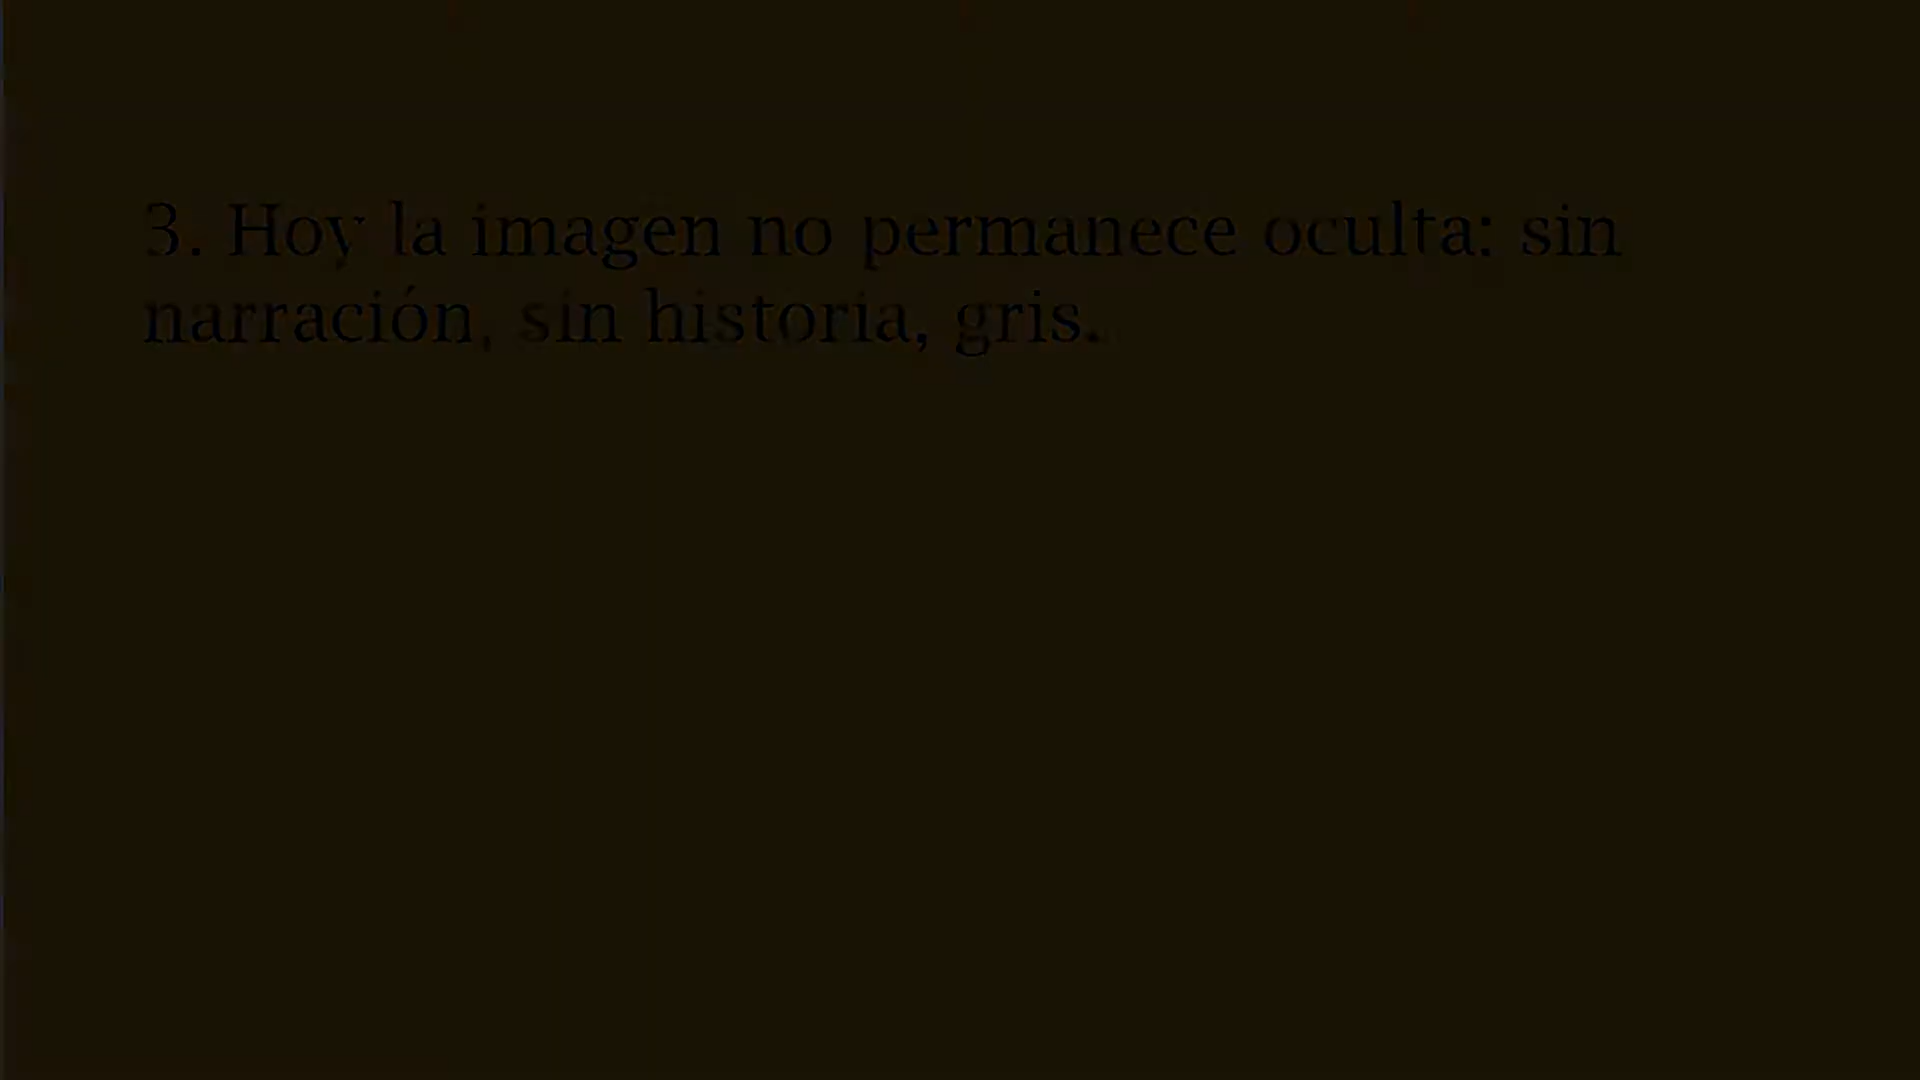 3. Hoy la imagen no permanece oculta: sin
narración, sin historia, gris.